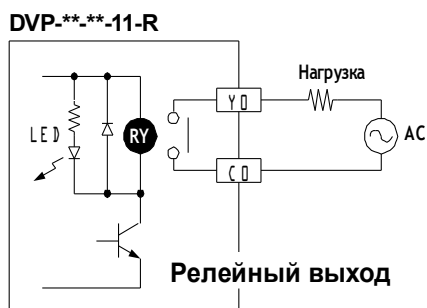 DVP-**-**-11-R
Нагрузка
Y0
LED
RY
AC
C0
Релейный выход